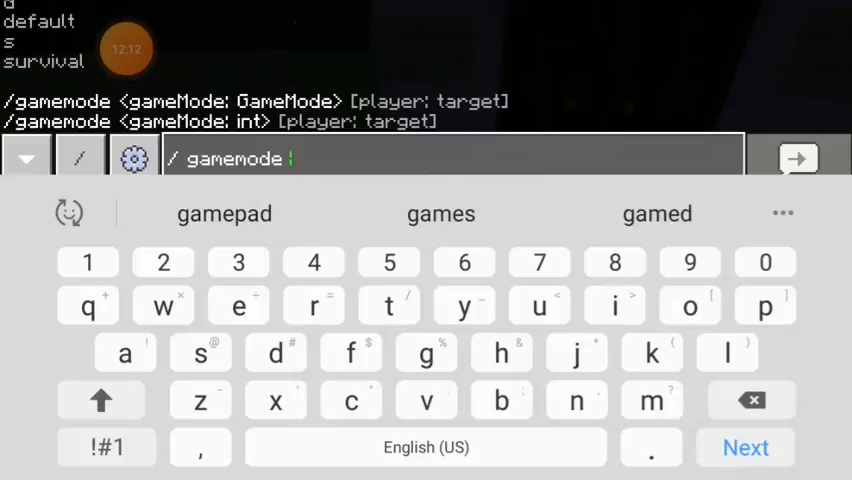 d
default
s
survival
12:12
/gamemode <gameMode: GameMode> [player: target]
/gamemode <gameMode: int> [player: target]
/
/ gamemode
gamepad games gamed •••
1 2 3 4 5 6 7 8 9 0
q + w × e ÷ r = t / y _ u < i > o [ p ]
a ! s @ d # f $ g % h & j * k ( l )
z - x ' c " v : b ; n , m ?
!#1 , English (US) . Next